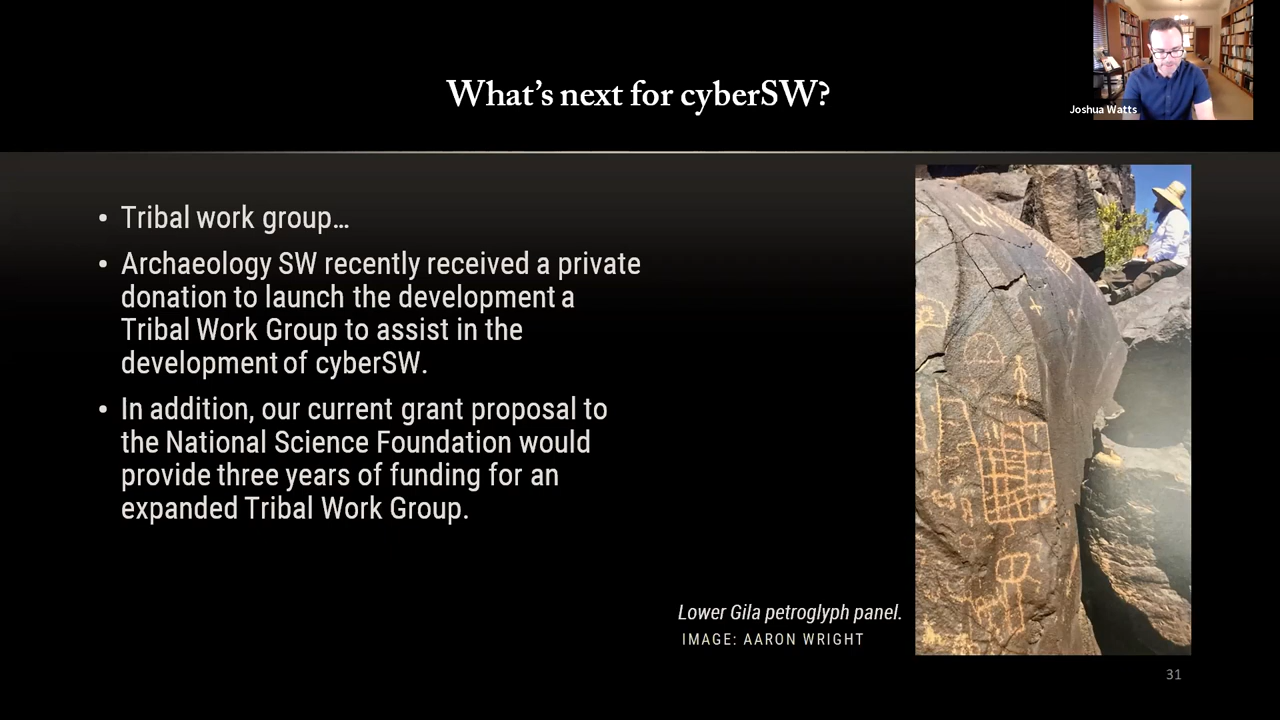 What's next for cyberSW?
Joshua Watts
• Tribal work group...
• Archaeology SW recently received a private
donation to launch the development a
Tribal Work Group to assist in the
development of cyberSW.
• In addition, our current grant proposal to
the National Science Foundation would
provide three years of funding for an
expanded Tribal Work Group.
Lower Gila petroglyph panel.
IMAGE: AARON WRIGHT
31